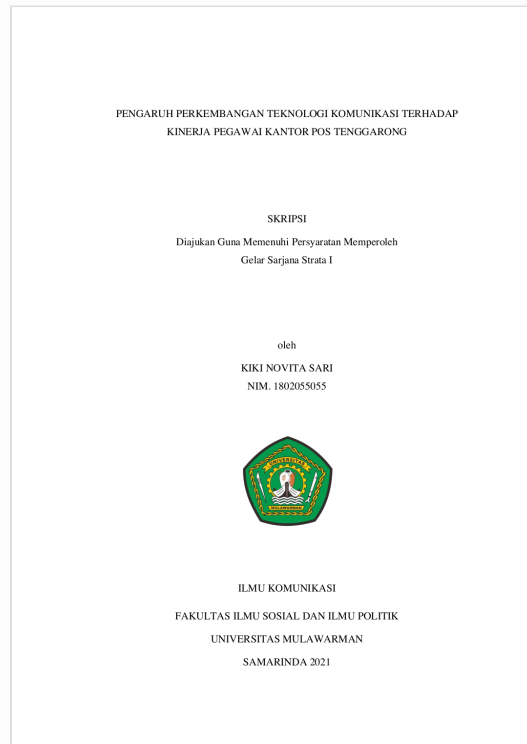 PENGARUH PERKEMBANGAN TEKNOLOGI KOMUNIKASI TERHADAP
KINERJA PEGAWAI KANTOR POS TENGGARONG
SKRIPSI
Diajukan Guna Memenuhi Persyaratan Memperoleh
Gelar Sarjana Strata I
oleh
KIKI NOVITA SARI
NIM. 1802055055
UNIVERSITAS
MULAWARMAN
ILMU KOMUNIKASI
FAKULTAS ILMU SOSIAL DAN ILMU POLITIK
UNIVERSITAS MULAWARMAN
SAMARINDA 2021